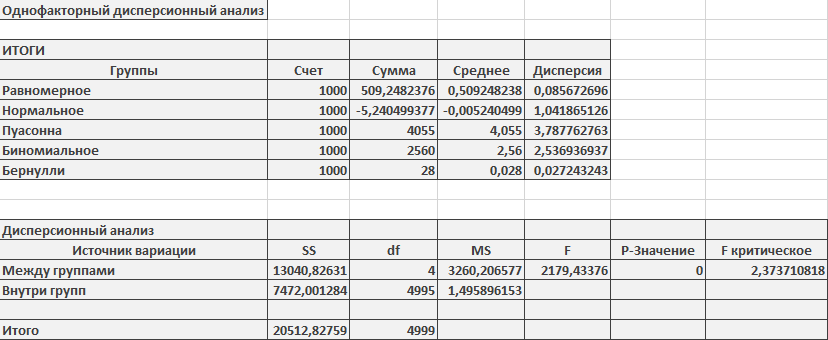 Однофакторный дисперсионный анализ
ИТОГИ
Группы Счет Сумма Среднее Дисперсия
Равномерное 1000 509,2482376 0,509248238 0,085672696
Нормальное 1000 -5,240499377 -0,005240499 1,041865126
Пуасонна 1000 4055 4,055 3,787762763
Биномиальное 1000 2560 2,56 2,536936937
Бернулли 1000 28 0,028 0,027243243
Дисперсионный анализ
Источник вариации SS df MS F P-Значение F критическое
Между группами 13040,82631 4 3260,206577 2179,43376 0 2,373710818
Внутри групп 7472,001284 4995 1,495896153
Итого 20512,82759 4999